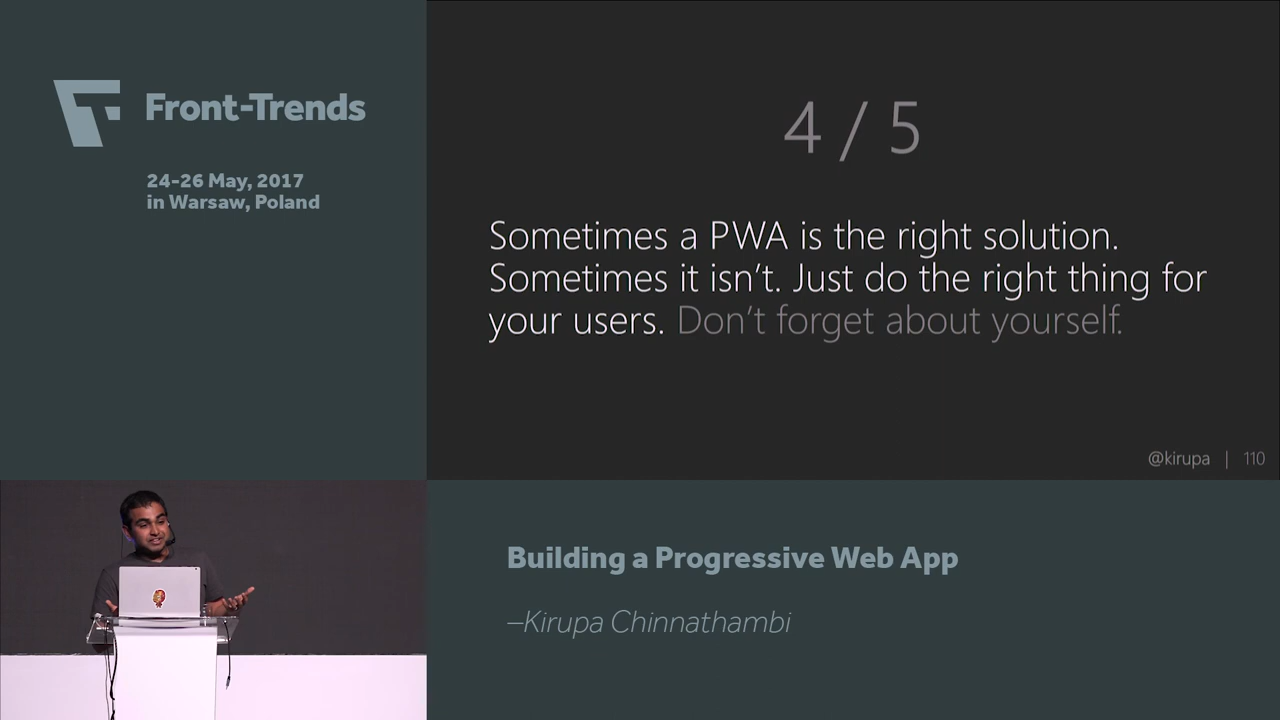 Front-Trends
24-26 May, 2017
in Warsaw, Poland
4 / 5
Sometimes a PWA is the right solution.
Sometimes it isn't. Just do the right thing for
your users. Don't forget about yourself.
@kirupa | 110
Building a Progressive Web App
–Kirupa Chinnathambi